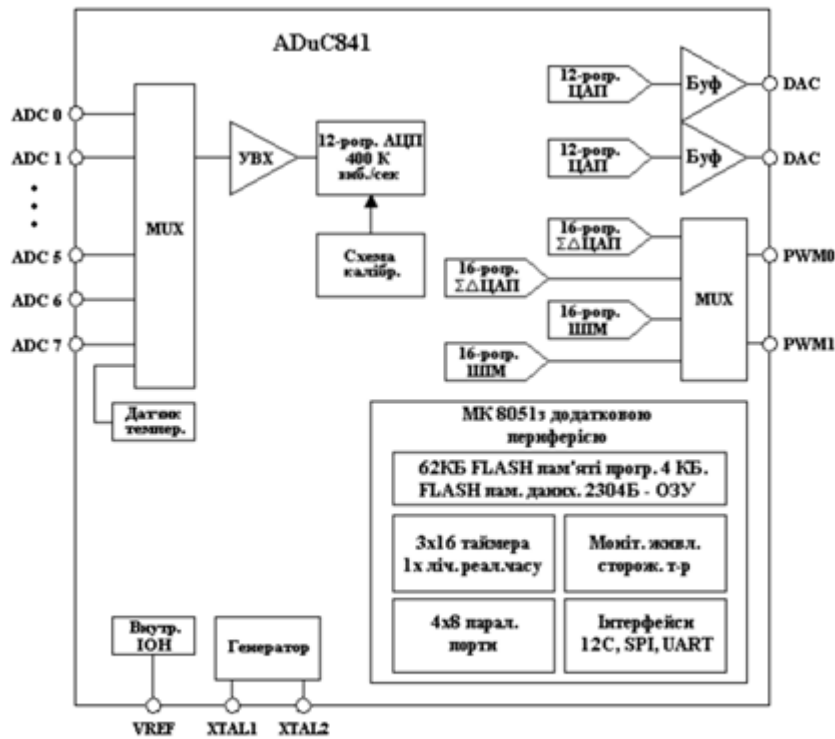 ADuC841
ADC 0
ADC 1
ADC 5
ADC 6
ADC 7
MUX
УВХ
12-розр. АЦП
400 К
виб./сек
Схема
калібр.
Датчик
темпер.
12-розр.
ЦАП
Буф
DAC
12-розр.
ЦАП
Буф
DAC
16-розр.
ΣΔЦАП
16-розр.
ΣΔЦАП
16-розр.
ШІМ
16-розр.
ШІМ
MUX
PWM0
PWM1
МК 8051з додатковою
периферією
62КБ FLASH пам'яті прогр. 4 КБ.
FLASH пам. даних. 2304Б - ОЗУ
3x16 таймера
1x ліч. реал.часу
Моніт. живл.
сторож. т-р
4x8 парал.
порти
Інтерфейси
12C, SPI, UART
Внутр.
ІОН
Генератор
VREF
XTAL1
XTAL2